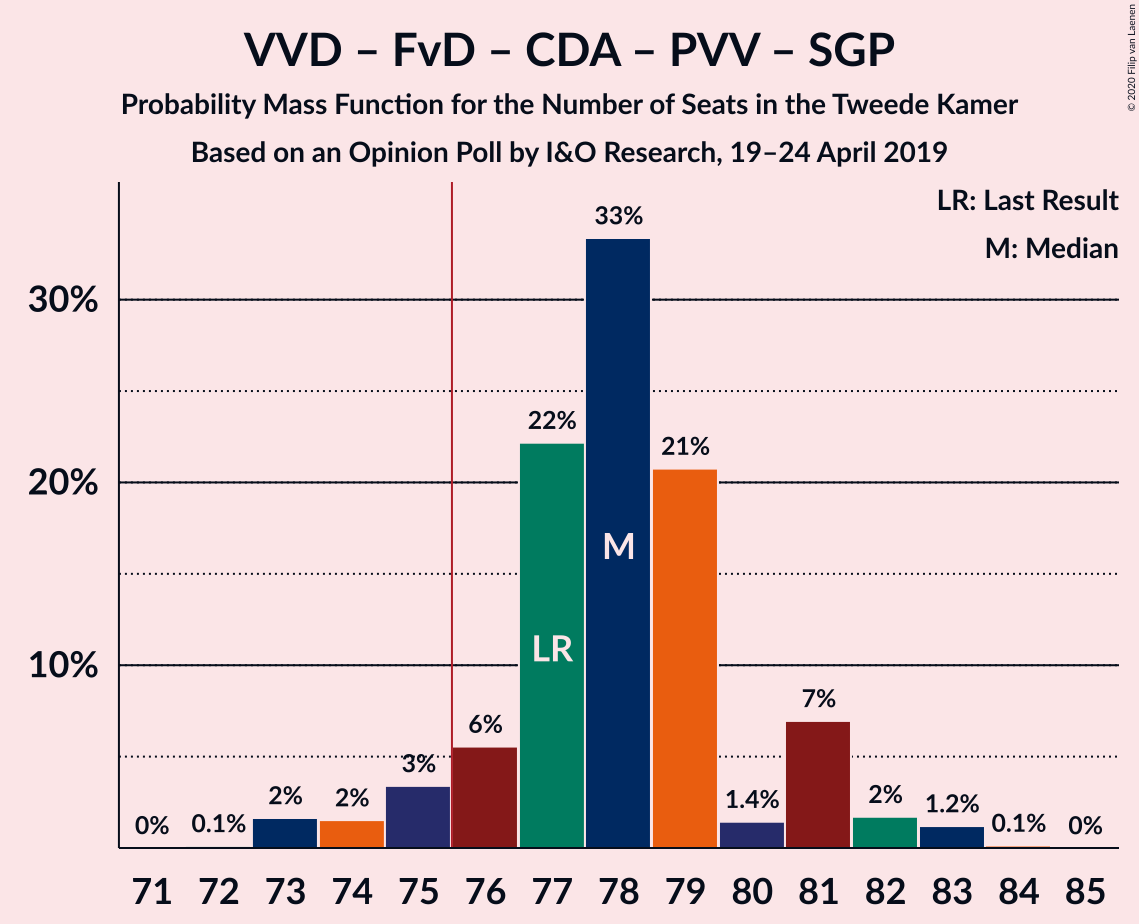 VVD – FvD – CDA – PVV – SGP
Probability Mass Function for the Number of Seats in the Tweede Kamer
Based on an Opinion Poll by I&O Research, 19–24 April 2019
© 2020 Filip van Laenen
LR: Last Result
M: Median
30%
20%
10%
0%
0.1%
2%
2%
3%
6%
22%
33%
21%
1.4%
7%
2%
1.2%
0.1%
0%
LR
M
71 72 73 74 75 76 77 78 79 80 81 82 83 84 85